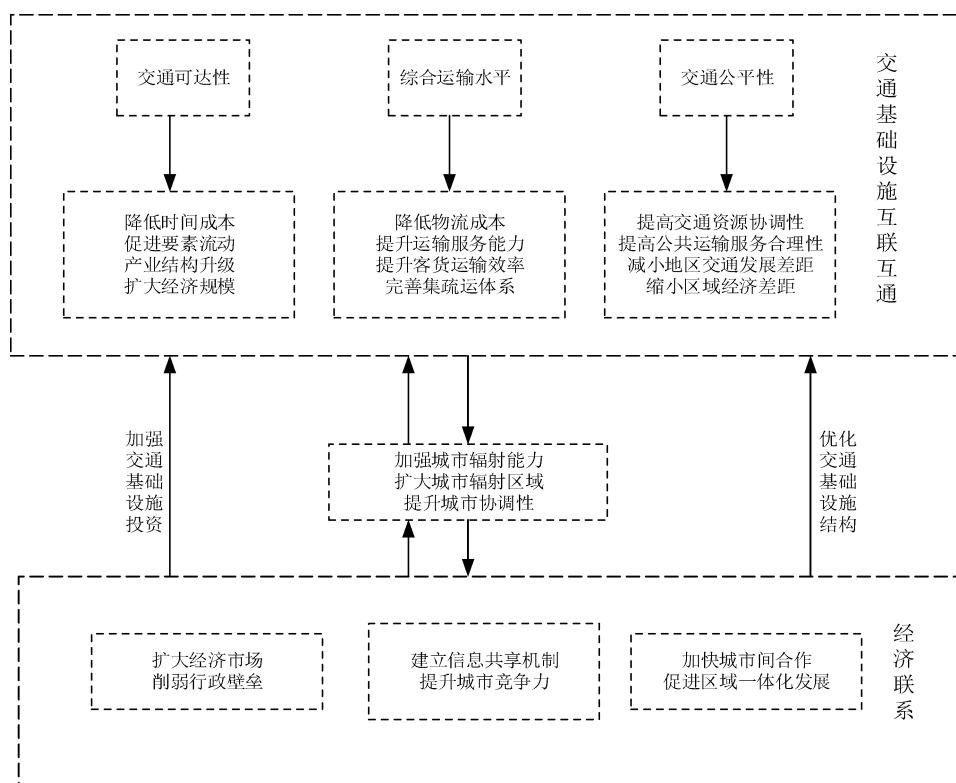 交通可达性
综合运输水平
交通公平性
交通基础设施互联互通
降低时间成本
促进要素流动
产业结构升级
扩大经济规模
降低物流成本
提升运输服务能力
提升客货运输效率
完善集疏运体系
提高交通资源协调性
提高公共运输服务合理性
减小地区交通发展差距
缩小区域经济差距
加强
交通
基础
设施
投资
加强城市辐射能力
扩大城市辐射区域
提升城市协调性
优化
交通
基础
设施
结构
扩大经济市场
削弱行政壁垒
建立信息共享机制
提升城市竞争力
加快城市间合作
促进区域一体化发展
经济联系